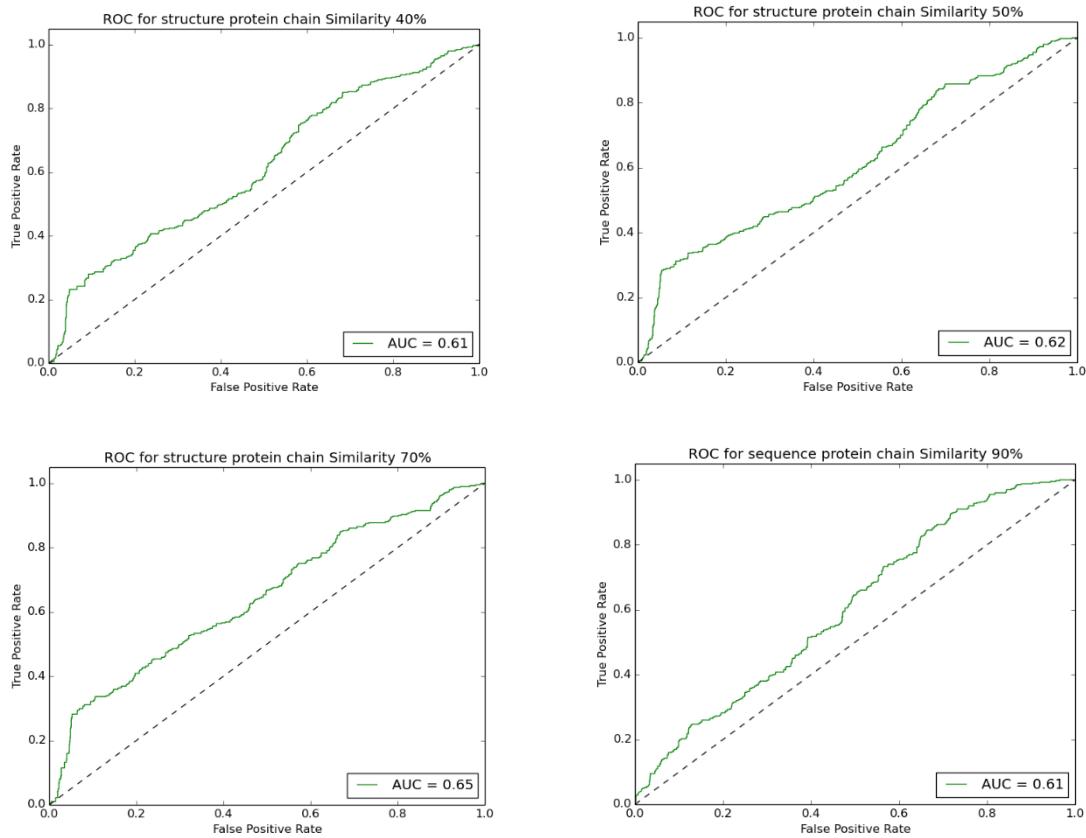 ROC for structure protein chain Similarity 40%
1.0
0.8
0.6
0.4
0.2
0.0
True Positive Rate
0.0 0.2 0.4 0.6 0.8 1.0
False Positive Rate
AUC = 0.61
ROC for structure protein chain Similarity 50%
1.0
0.8
0.6
0.4
0.2
0.0
True Positive Rate
0.0 0.2 0.4 0.6 0.8 1.0
False Positive Rate
AUC = 0.62
ROC for structure protein chain Similarity 70%
1.0
0.8
0.6
0.4
0.2
0.0
True Positive Rate
0.0 0.2 0.4 0.6 0.8 1.0
False Positive Rate
AUC = 0.65
ROC for sequence protein chain Similarity 90%
1.0
0.8
0.6
0.4
0.2
0.0
True Positive Rate
0.0 0.2 0.4 0.6 0.8 1.0
False Positive Rate
AUC = 0.61